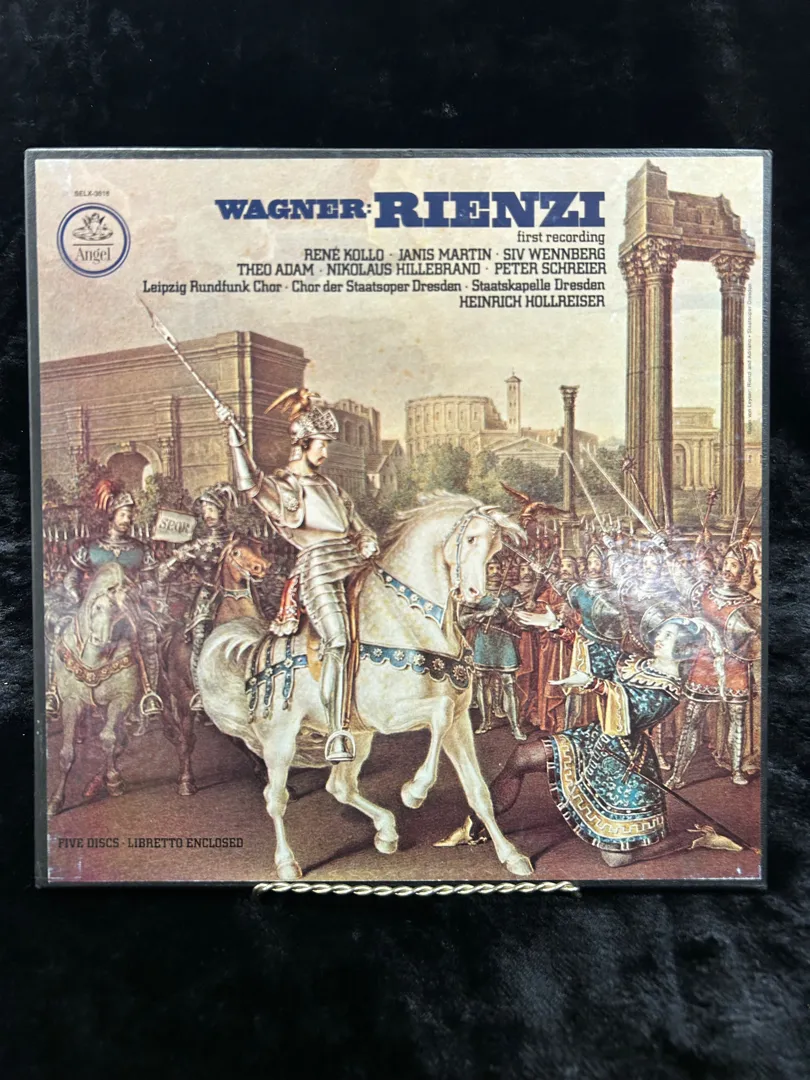 SELX-3818
Angel
WAGNER: RIENZI
first recording
RENÉ KOLLO · JANIS MARTIN · SIV WENNBERG
THEO ADAM · NIKOLAUS HILLEBRAND · PETER SCHREIER
Leipzig Rundfunk Chor · Chor der Staatsoper Dresden · Staatskapelle Dresden
HEINRICH HOLLREISER
SPQR
FIVE DISCS · LIBRETTO ENCLOSED